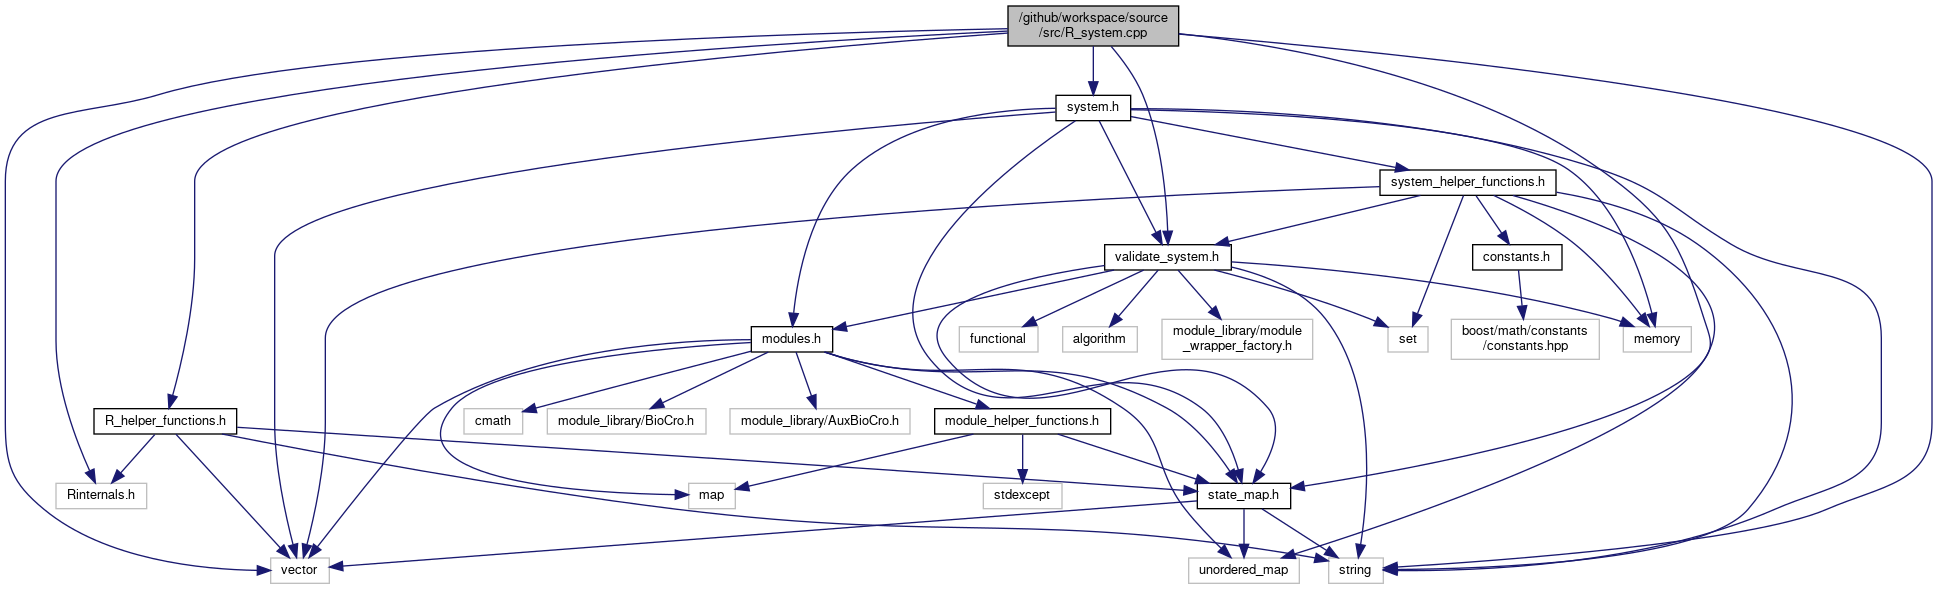 /github/workspace/source
/src/R_system.cpp
system.h
system_helper_functions.h
validate_system.h
constants.h
modules.h
functional
algorithm
module_library/module
_wrapper_factory.h
set
boost/math/constants
/constants.hpp
memory
R_helper_functions.h
cmath
module_library/BioCro.h
module_library/AuxBioCro.h
module_helper_functions.h
Rinternals.h
map
stdexcept
state_map.h
vector
unordered_map
string